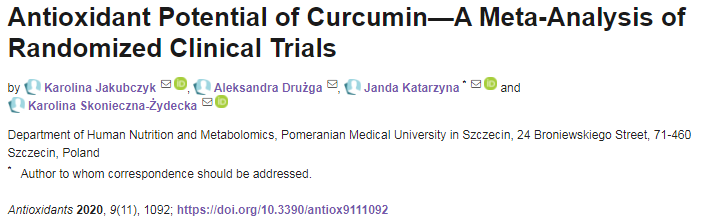 Antioxidant Potential of Curcumin—A Meta-Analysis of
Randomized Clinical Trials
by Karolina Jakubczyk iD, Aleksandra Drużga, Janda Katarzyna * iD and
Karolina Skonieczna-Żydecka iD
Department of Human Nutrition and Metabolomics, Pomeranian Medical University in Szczecin, 24 Broniewskiego Street, 71-460
Szczecin, Poland
* Author to whom correspondence should be addressed.
Antioxidants 2020, 9(11), 1092; https://doi.org/10.3390/antiox9111092